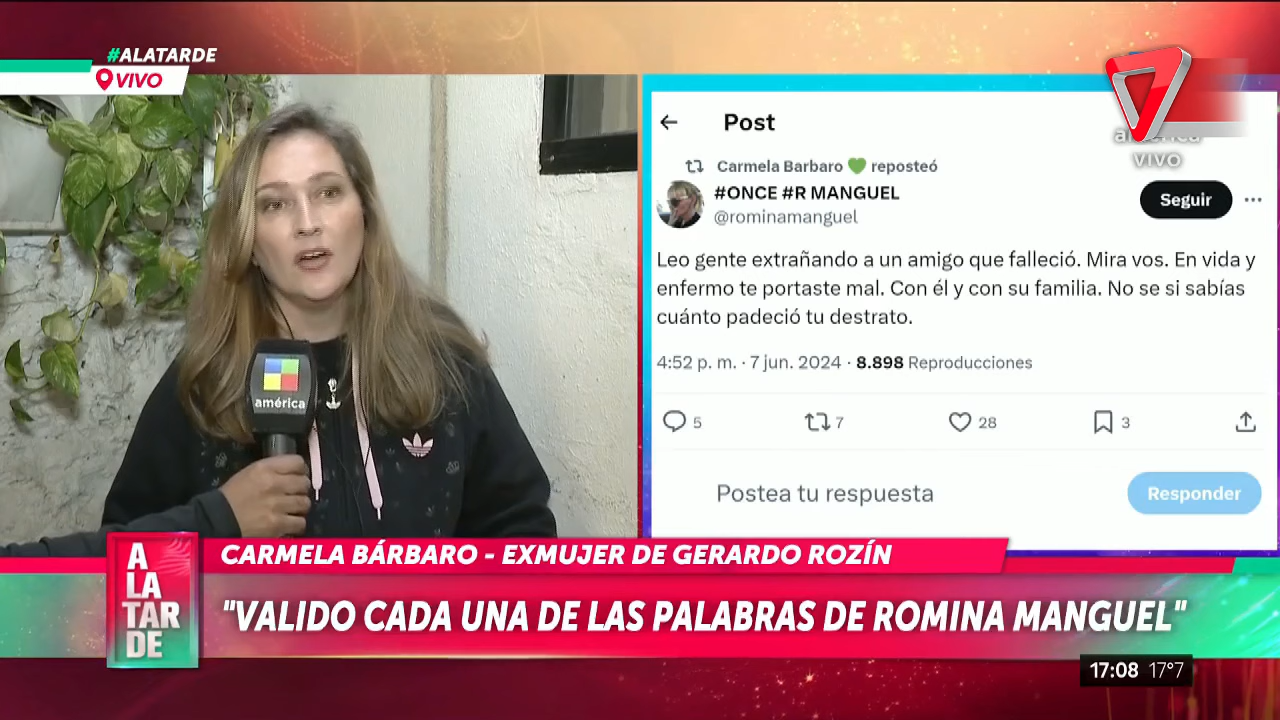 #ALATARDE
VIVO
américa
VIVO
Post
Carmela Barbaro 💚 reposteó
#ONCE #R MANGUEL
@rominamanguel
Seguir
Leo gente extrañando a un amigo que falleció. Mira vos. En vida y
enfermo te portaste mal. Con él y con su familia. No se si sabías
cuánto padeció tu destrato.
4:52 p. m. · 7 jun. 2024 · 8.898 Reproducciones
5 7 28 3
Postea tu respuesta
Responder
américa
CARMELA BÁRBARO - EXMUJER DE GERARDO ROZÍN
A
LA
TAR
DE
"VALIDO CADA UNA DE LAS PALABRAS DE ROMINA MANGUEL"
17:08 17°7